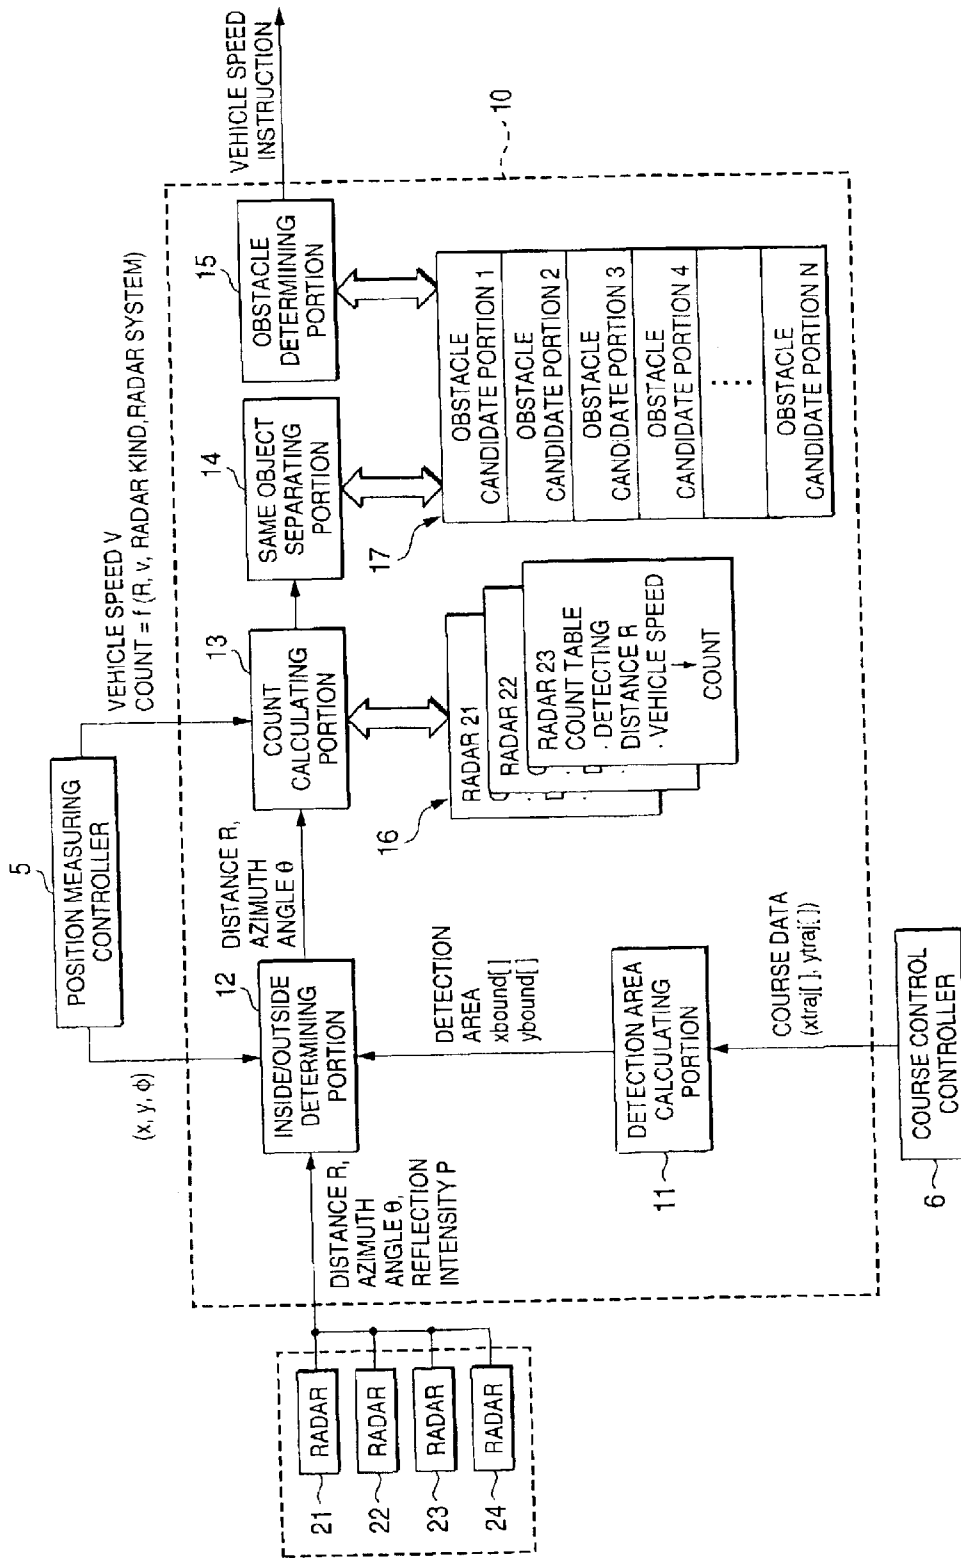 5
POSITION MEASURING
CONTROLLER
(x, y, ϕ)
VEHICLE SPEED V
COUNT = f (R, v, RADAR KIND,RADAR SYSTEM)
VEHICLE SPEED
INSTRUCTION
10
21
RADAR
22
RADAR
23
RADAR
24
RADAR
DISTANCE R,
AZIMUTH
ANGLE θ,
REFLECTION
INTENSITY P
12
INSIDE/OUTSIDE
DETERMINING
PORTION
DISTANCE R,
AZIMUTH
ANGLE θ
13
COUNT
CALCULATING
PORTION
14
SAME OBJECT
SEPARATING
PORTION
15
OBSTACLE
DETERMINING
PORTION
DETECTION
AREA
xbound[ ]
ybound[ ]
11
DETECTION AREA
CALCULATING
PORTION
COURSE DATA
(xtraj[ ], ytraj[ ])
6
COURSE CONTROL
CONTROLLER
16
RADAR 21
RADAR 22
RADAR 23
COUNT TABLE
. DETECTING
DISTANCE R
. VEHICLE SPEED
COUNT
17
OBSTACLE
CANDIDATE PORTION 1
OBSTACLE
CANDIDATE PORTION 2
OBSTACLE
CANDIDATE PORTION 3
OBSTACLE
CANDIDATE PORTION 4
.....
OBSTACLE
CANDIDATE PORTION N